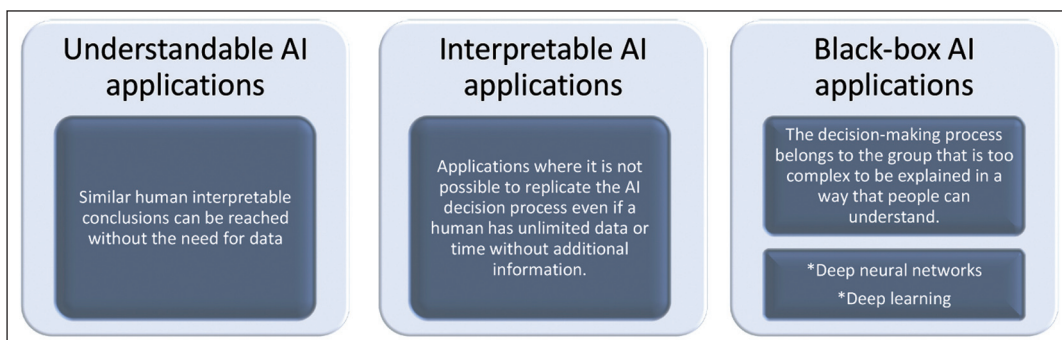 Understandable AI
applications
Similar human interpretable
conclusions can be reached
without the need for data
Interpretable AI
applications
Applications where it is not
possible to replicate the AI
decision process even if a
human has unlimited data or
time without additional
information.
Black-box AI
applications
The decision-making process
belongs to the group that is too
complex to be explained in a
way that people can
understand.
*Deep neural networks
*Deep learning